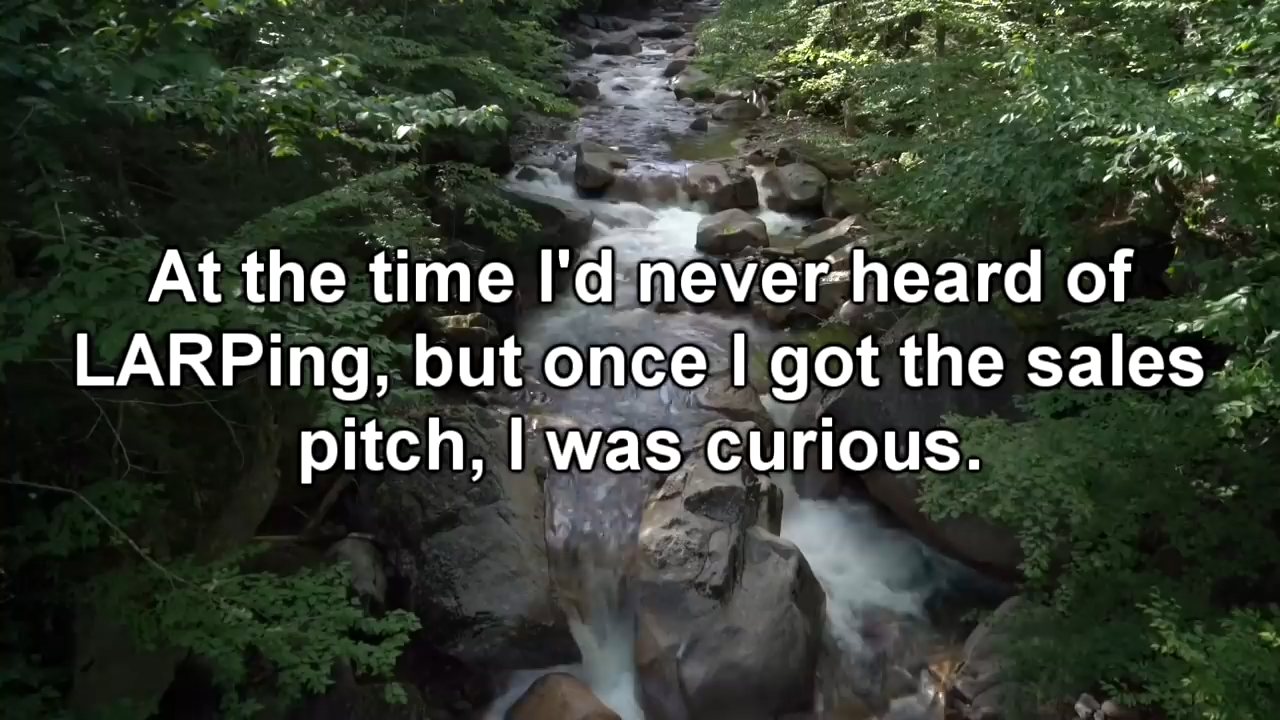 At the time I'd never heard of
LARPing, but once I got the sales
pitch, I was curious.